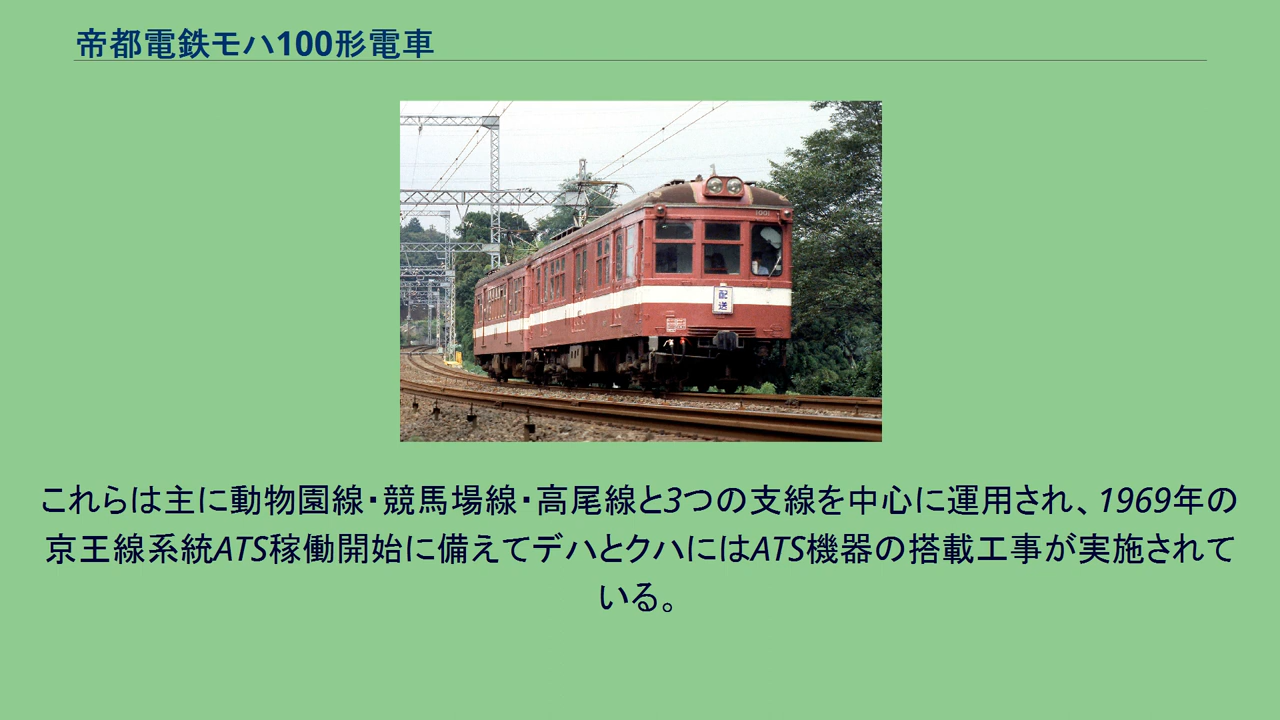 帝都電鉄モハ100形電車
1001
配送
これらは主に動物園線・競馬場線・高尾線と3つの支線を中心に運用され、1969年の
京王線系統ATS稼働開始に備えてデハとクハにはATS機器の搭載工事が実施されて
いる。